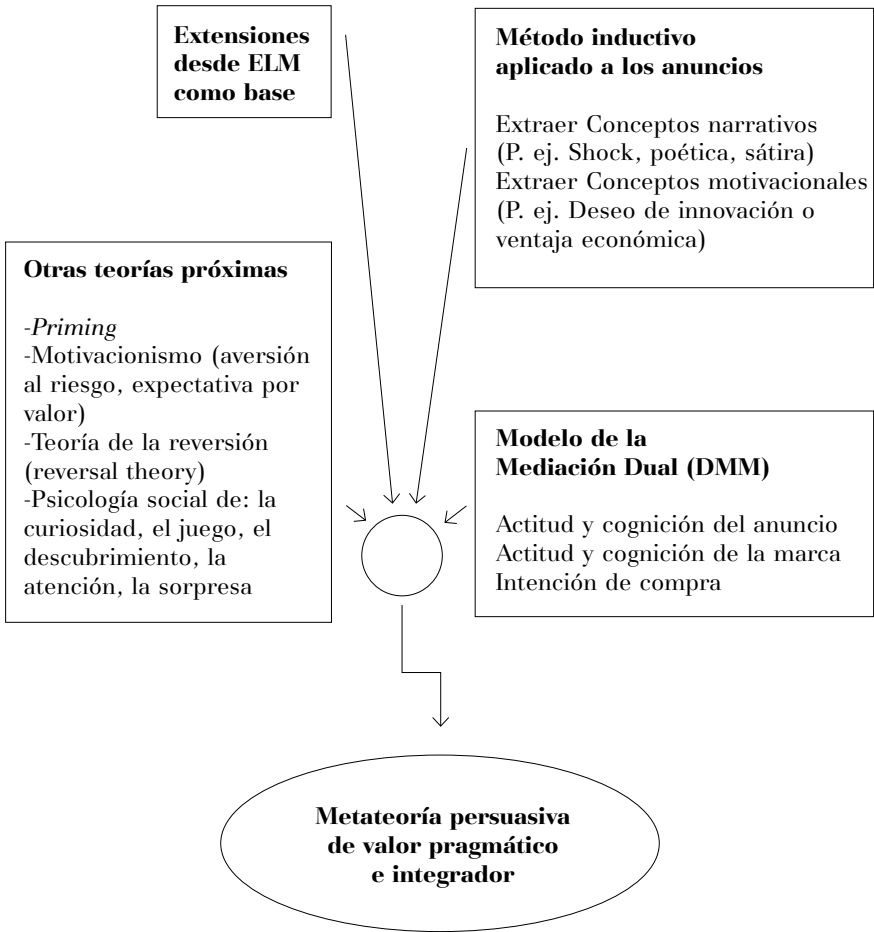 Extensiones
desde ELM
como base
Método inductivo
aplicado a los anuncios
Extraer Conceptos narrativos
(P. ej. Shock, poética, sátira)
Extraer Conceptos motivacionales
(P. ej. Deseo de innovación o
ventaja económica)
Otras teorías próximas
-Priming
-Motivacionismo (aversión
al riesgo, expectativa por
valor)
-Teoría de la reversión
(reversal theory)
-Psicología social de: la
curiosidad, el juego, el
descubrimiento, la
atención, la sorpresa
Modelo de la
Mediación Dual (DMM)
Actitud y cognición del anuncio
Actitud y cognición de la marca
Intención de compra
Metateoría persuasiva
de valor pragmático
e integrador